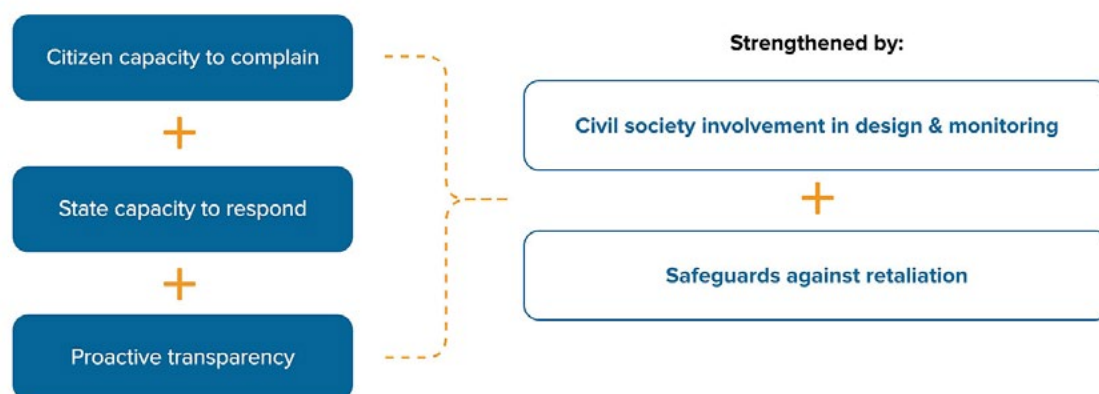 Citizen capacity to complain
+
State capacity to respond
+
Proactive transparency
Strengthened by:
Civil society involvement in design & monitoring
+
Safeguards against retaliation